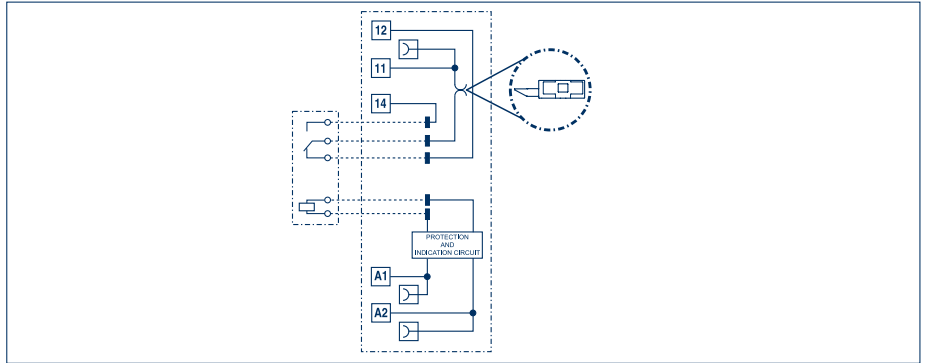 12
11
14
PROTECTION
AND
INDICATION CIRCUIT
A1
A2